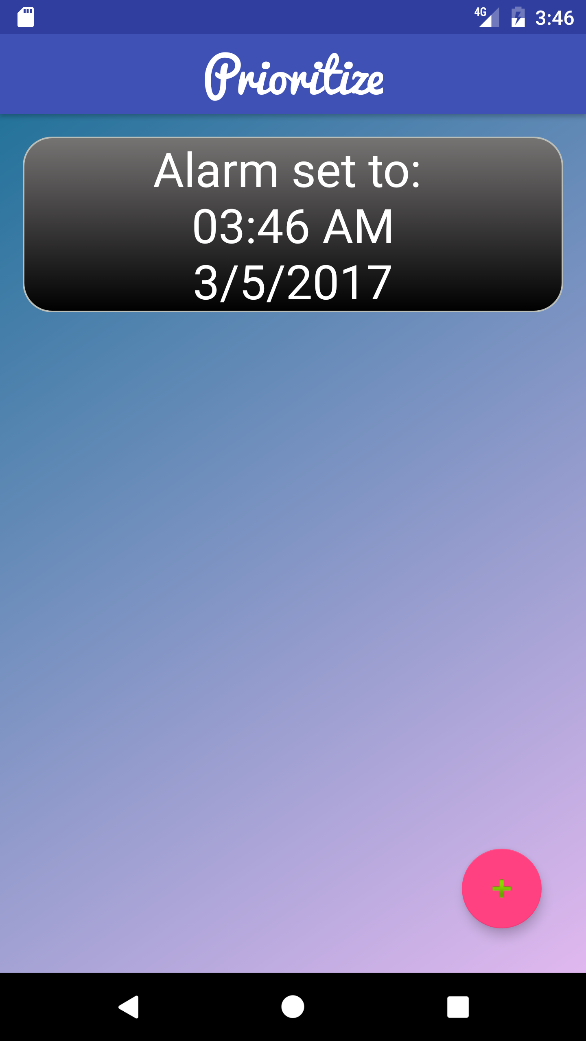 4G 3:46
Prioritize
Alarm set to:
03:46 AM
3/5/2017
+